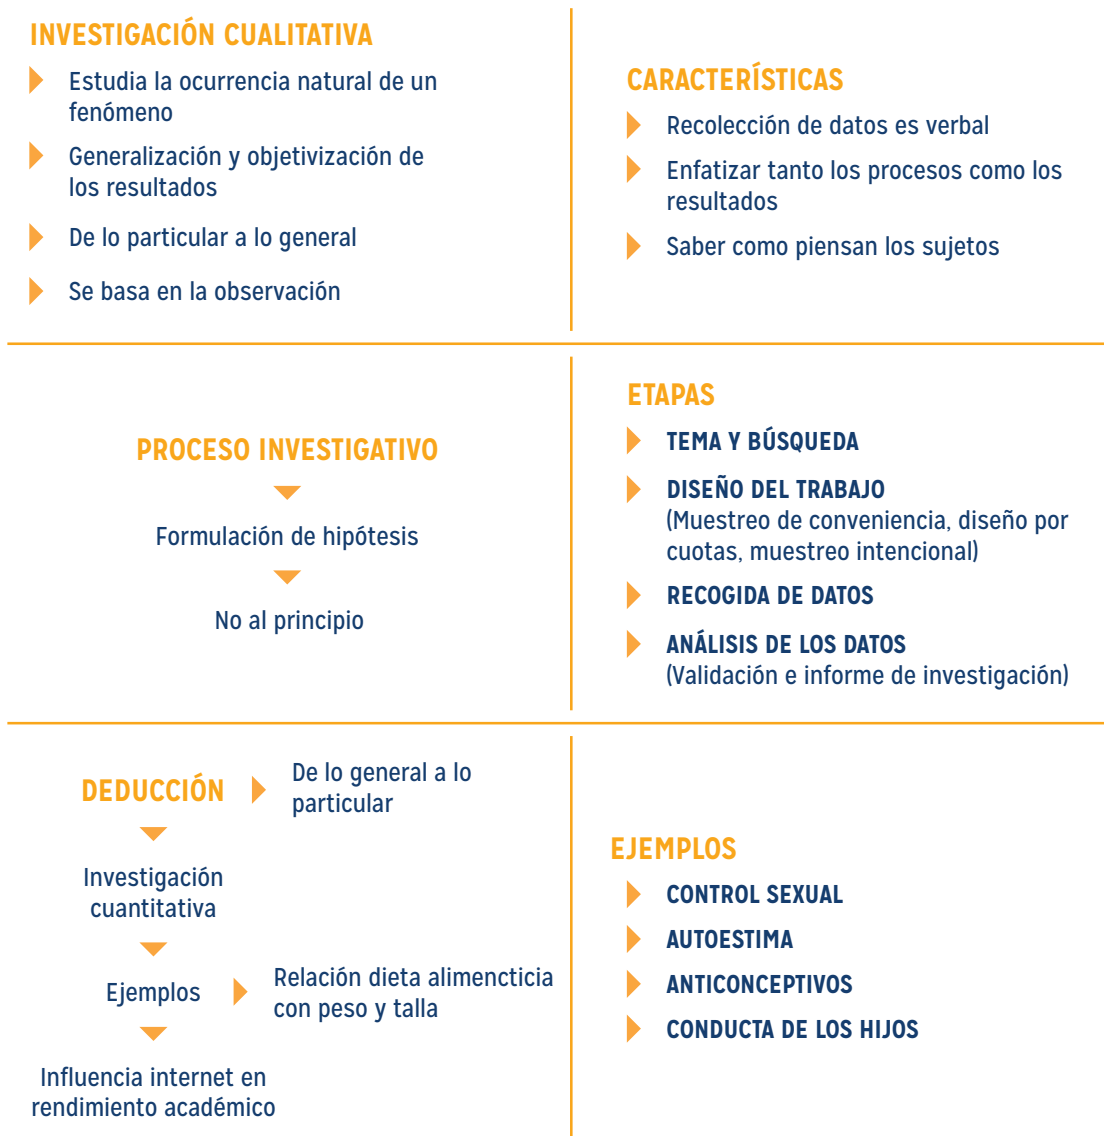 INVESTIGACIÓN CUALITATIVA
Estudia la ocurrencia natural de un
fenómeno
Generalización y objetivización de
los resultados
De lo particular a lo general
Se basa en la observación
CARACTERÍSTICAS
Recolección de datos es verbal
Enfatizar tanto los procesos como los
resultados
Saber como piensan los sujetos
PROCESO INVESTIGATIVO
Formulación de hipótesis
No al principio
ETAPAS
TEMA Y BÚSQUEDA
DISEÑO DEL TRABAJO
(Muestreo de conveniencia, diseño por
cuotas, muestreo intencional)
RECOGIDA DE DATOS
ANÁLISIS DE LOS DATOS
(Validación e informe de investigación)
DEDUCCIÓN
De lo general a lo
particular
Investigación
cuantitativa
Ejemplos
Relación dieta alimencticia
con peso y talla
Influencia internet en
rendimiento académico
EJEMPLOS
CONTROL SEXUAL
AUTOESTIMA
ANTICONCEPTIVOS
CONDUCTA DE LOS HIJOS